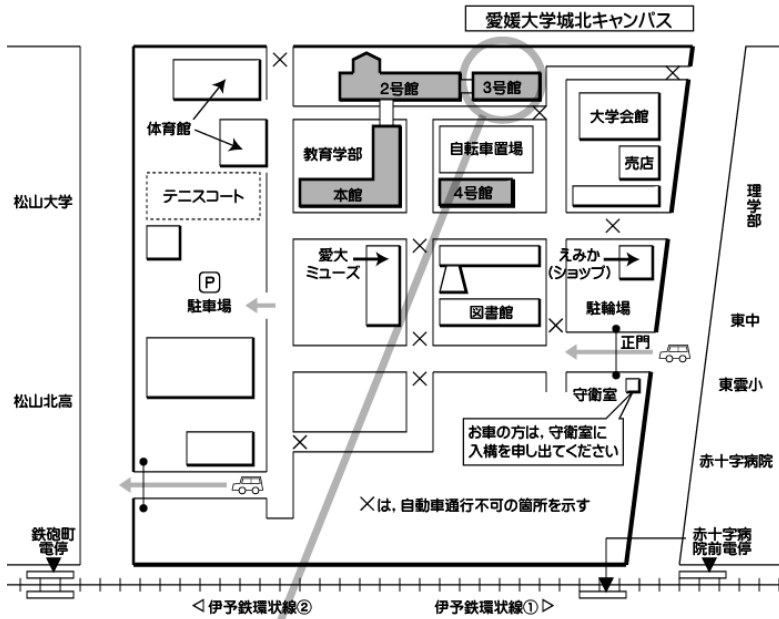 愛媛大学城北キャンパス
2号館
3号館
大学会館
体育館
教育学部
自転車置場
売店
本館
4号館
テニスコート
松山大学
理学部
愛大
ミューズ
えみか
(ショップ)
P
駐車場
図書館
駐輪場
正門
東中
東雲小
守衛室
松山北高
お車の方は，守衛室に
入構を申し出てください
赤十字病院
×は，自動車通行不可の箇所を示す
鉄砲町
電停
赤十字病
院前電停
◁伊予鉄環状線②
伊予鉄環状線①▷